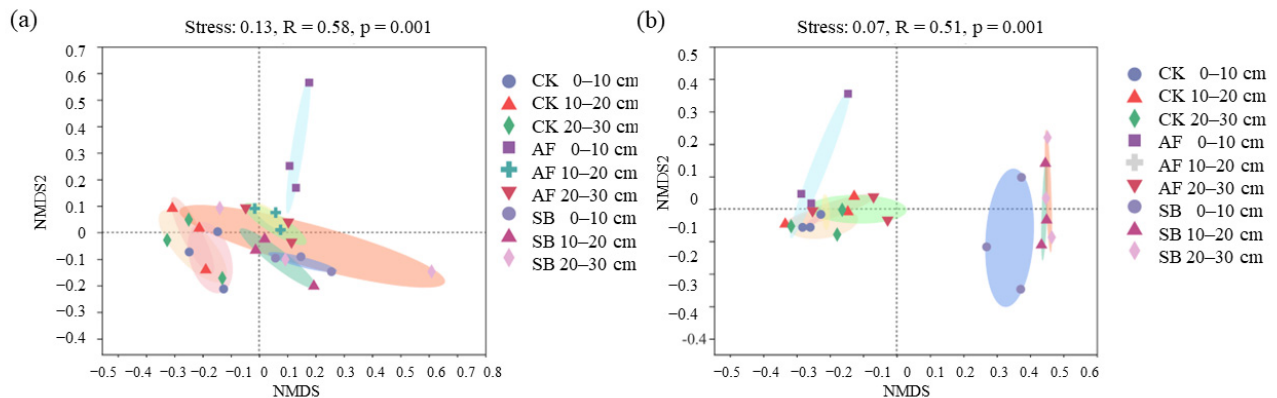 (a)
Stress: 0.13, R = 0.58, p = 0.001
0.7
0.6
0.5
0.4
0.3
0.2
0.1
0
−0.1
−0.2
−0.3
−0.4
NMDS2
−0.5 −0.4 −0.3 −0.2 −0.1 0 0.1 0.2 0.3 0.4 0.5 0.6 0.7 0.8
NMDS
CK 0–10 cm
CK 10–20 cm
CK 20–30 cm
AF 0–10 cm
AF 10–20 cm
AF 20–30 cm
SB 0–10 cm
SB 10–20 cm
SB 20–30 cm
(b)
Stress: 0.07, R = 0.51, p = 0.001
0.5
0.4
0.3
0.2
0.1
0
−0.1
−0.2
−0.3
-0.4
NMDS2
−0.5 −0.4 −0.3 −0.2 −0.1 0 0.1 0.2 0.3 0.4 0.5 0.6
NMDS
CK 0–10 cm
CK 10–20 cm
CK 20–30 cm
AF 0–10 cm
AF 10–20 cm
AF 20–30 cm
SB 0–10 cm
SB 10–20 cm
SB 20–30 cm